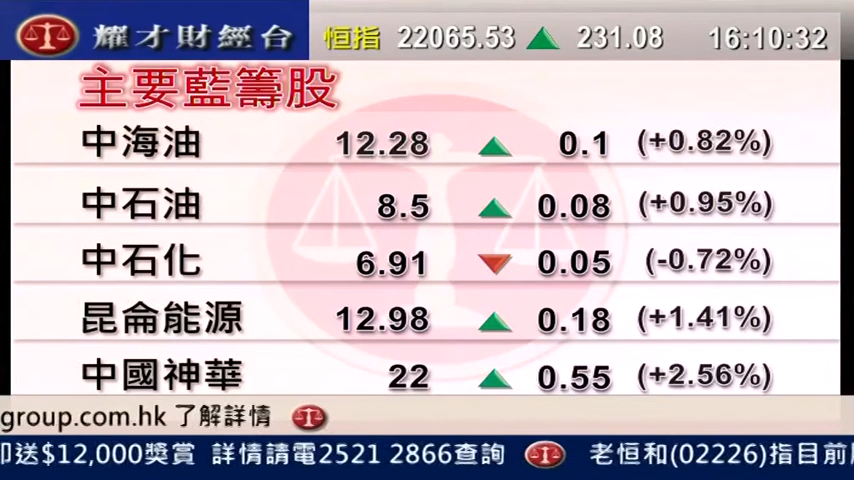 耀才財經台 恒指 22065.53 ▲ 231.08 16:10:32
主要藍籌股
中海油 12.28 ▲ 0.1 (+0.82%)
中石油 8.5 ▲ 0.08 (+0.95%)
中石化 6.91 ▼ 0.05 (-0.72%)
昆侖能源 12.98 ▲ 0.18 (+1.41%)
中國神華 22 ▲ 0.55 (+2.56%)
group.com.hk 了解詳情
即送$12,000獎賞 詳情請電2521 2866查詢 老恒和(02226)指目前